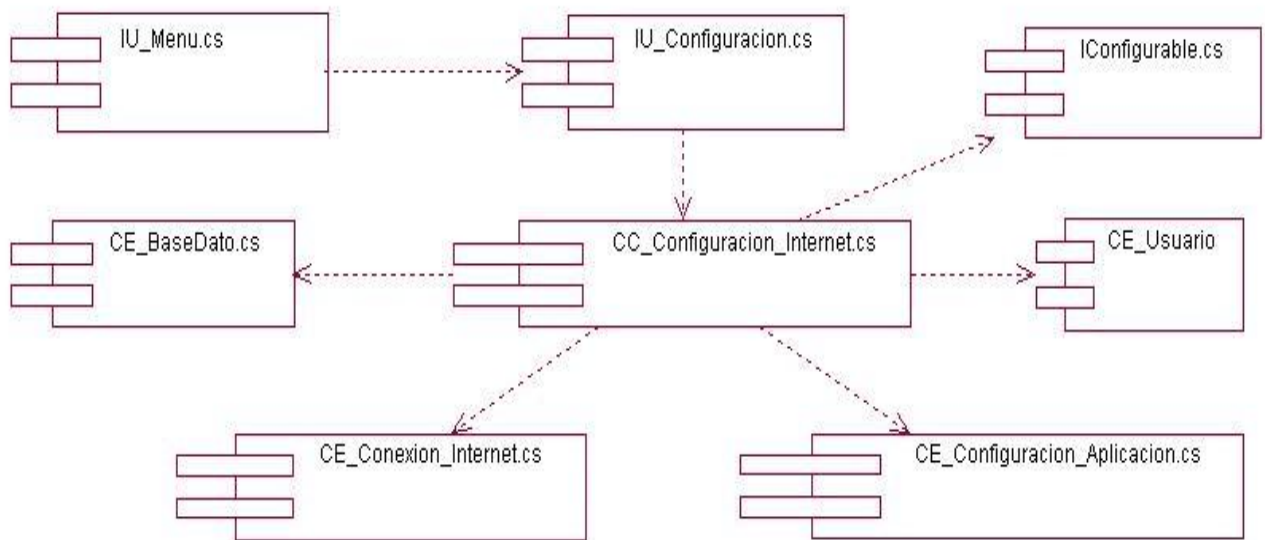 IU_Menu.cs
IU_Configuracion.cs
IConfigurable.cs
CE_BaseDato.cs
CC_Configuracion_Internet.cs
CE_Usuario
CE_Conexion_Internet.cs
CE_Configuracion_Aplicacion.cs